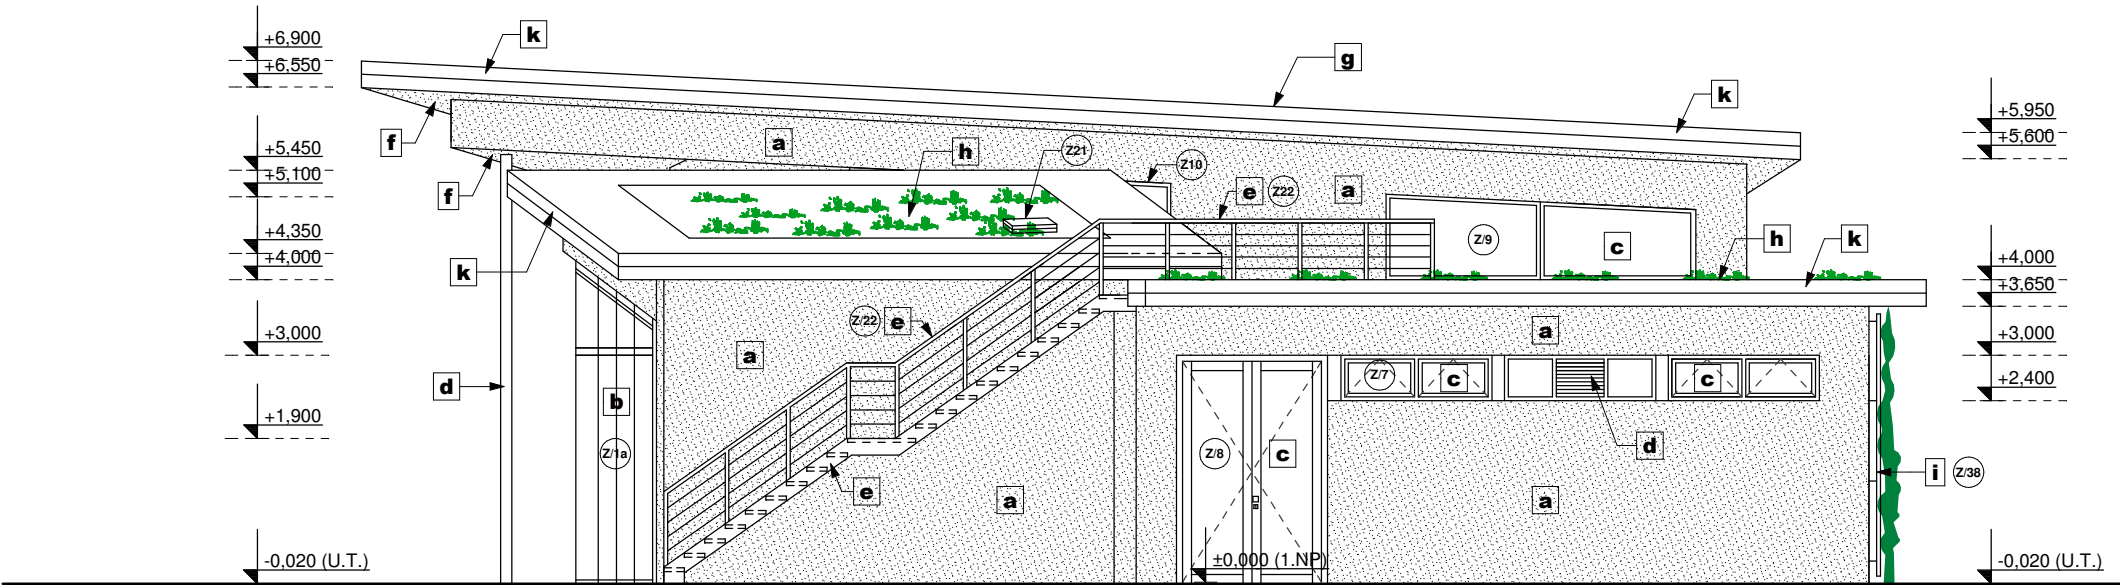 k
+6,900
+6,550
g
k
+5,950
+5,600
f
a
h
Z21
Z10
+5,450
+5,100
f
e
Z22
a
k
Z/9
c
h
k
+4,350
+4,000
+4,000
+3,650
Z/22
e
a
a
+3,000
+3,000
d
b
Z/7
c
c
+2,400
+1,900
Z/1a
Z/8
c
d
e
a
a
i
Z/38
-0,020 (U.T.)
±0,000 (1.NP)
-0,020 (U.T.)